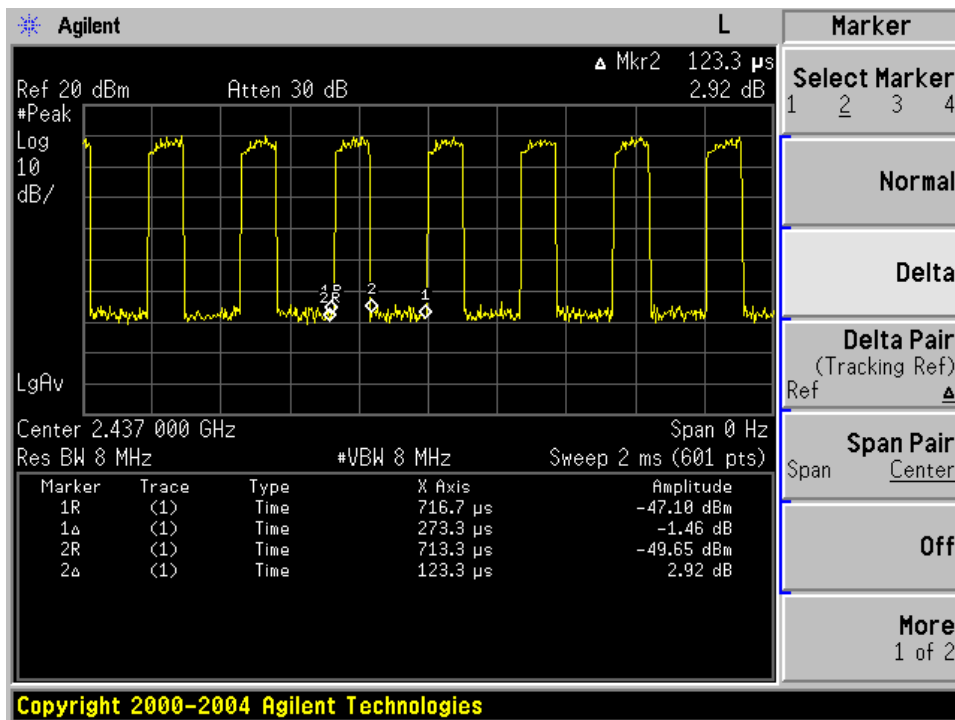 Agilent L
Δ Mkr2 123.3 µs
Ref 20 dBm Atten 30 dB 2.92 dB
#Peak
Log
10
dB/
1R
2R 2 1
LgAv
Center 2.437 000 GHz Span 0 Hz
Res BW 8 MHz #VBW 8 MHz Sweep 2 ms (601 pts)
Marker Trace Type X Axis Amplitude
1R (1) Time 716.7 µs -47.10 dBm
1Δ (1) Time 273.3 µs -1.46 dB
2R (1) Time 713.3 µs -49.65 dBm
2Δ (1) Time 123.3 µs 2.92 dB
Copyright 2000-2004 Agilent Technologies
Marker
Select Marker
1 2 3 4
Normal
Delta
Delta Pair
(Tracking Ref)
Ref Δ
Span Pair
Span Center
Off
More
1 of 2